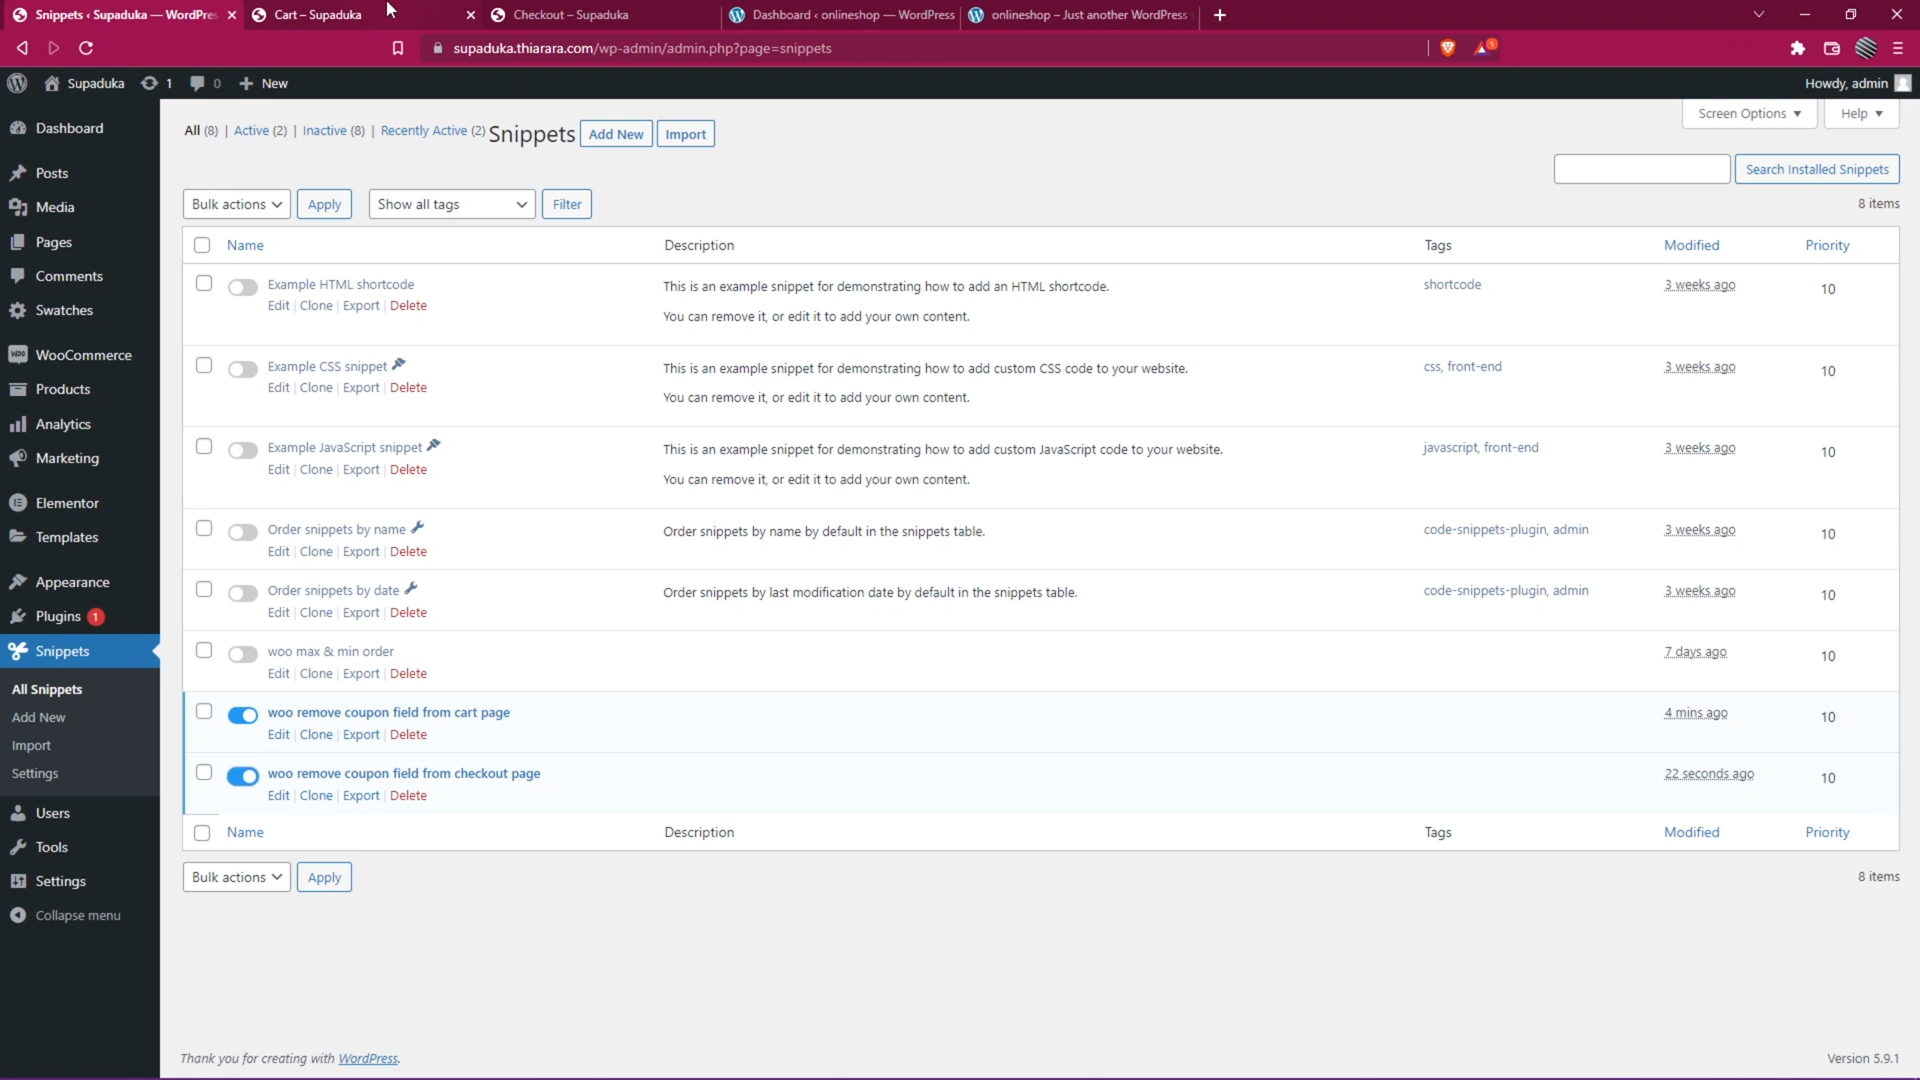 Snippets ‹ Supaduka — WordPres
Cart – Supaduka
Checkout – Supaduka
Dashboard ‹ onlineshop — WordPress
onlineshop – Just another WordPress
supaduka.thiarara.com/wp-admin/admin.php?page=snippets
1
Supaduka
1
0
New
Howdy, admin
Dashboard
Posts
Media
Pages
Comments
Swatches
WooCommerce
Products
Analytics
Marketing
Elementor
Templates
Appearance
Plugins 1
Snippets
All Snippets
Add New
Import
Settings
Users
Tools
Settings
Collapse menu
All (8) | Active (2) | Inactive (8) | Recently Active (2) Snippets Add New Import
Screen Options
Help
Search Installed Snippets
Bulk actions Apply Show all tags Filter
8 items
Name Description Tags Modified Priority
Example HTML shortcode
Edit | Clone | Export | Delete
This is an example snippet for demonstrating how to add an HTML shortcode.
You can remove it, or edit it to add your own content.
shortcode
3 weeks ago
10
Example CSS snippet
Edit | Clone | Export | Delete
This is an example snippet for demonstrating how to add custom CSS code to your website.
You can remove it, or edit it to add your own content.
css, front-end
3 weeks ago
10
Example JavaScript snippet
Edit | Clone | Export | Delete
This is an example snippet for demonstrating how to add custom JavaScript code to your website.
You can remove it, or edit it to add your own content.
javascript, front-end
3 weeks ago
10
Order snippets by name
Edit | Clone | Export | Delete
Order snippets by name by default in the snippets table.
code-snippets-plugin, admin
3 weeks ago
10
Order snippets by date
Edit | Clone | Export | Delete
Order snippets by last modification date by default in the snippets table.
code-snippets-plugin, admin
3 weeks ago
10
woo max & min order
Edit | Clone | Export | Delete
7 days ago
10
woo remove coupon field from cart page
Edit | Clone | Export | Delete
4 mins ago
10
woo remove coupon field from checkout page
Edit | Clone | Export | Delete
22 seconds ago
10
Name Description Tags Modified Priority
Bulk actions Apply
8 items
Thank you for creating with WordPress.
Version 5.9.1